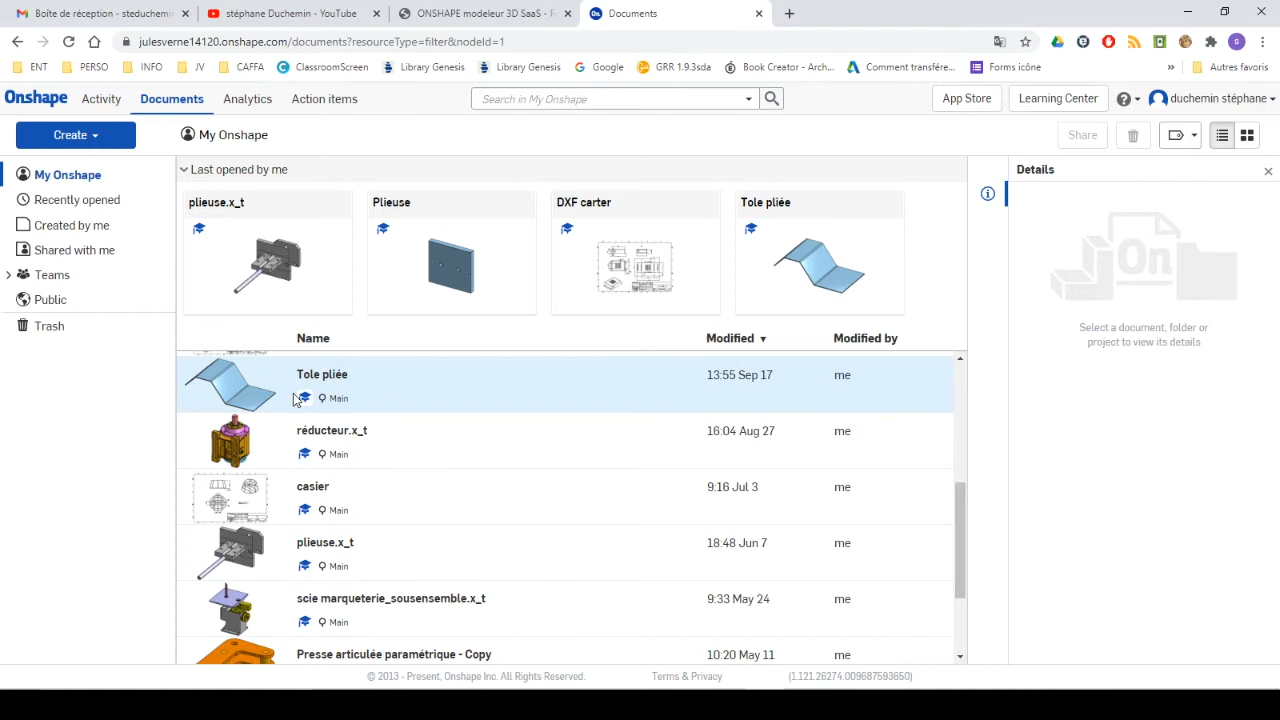 Boîte de réception - steduchemin
stéphane Duchemin - YouTube
ONSHAPE modeleur 3D SaaS - F
Documents
julesverne14120.onshape.com/documents?resourceType=filter&nodeId=1
ENT PERSO INFO JV CAFFA ClassroomScreen Library Genesis Library Genesis Google GRR 1.9.3sda Book Creator - Arch... Comment transfére... Forms icône » Autres favoris
Onshape Activity Documents Analytics Action items Search in My Onshape App Store Learning Center duchemin stéphane
Create My Onshape Share
My Onshape
Recently opened
Created by me
Shared with me
Teams
Public
Trash
Last opened by me
plieuse.x_t Plieuse DXF carter Tole pliée
Name Modified Modified by
Tole pliée 13:55 Sep 17 me
Main
réducteur.x_t 16:04 Aug 27 me
Main
casier 9:16 Jul 3 me
Main
plieuse.x_t 18:48 Jun 7 me
Main
scie marqueterie_sousensemble.x_t 9:33 May 24 me
Main
Presse articulée paramétrique - Copy 10:20 May 11 me
Details
On
Select a document, folder or
project to view its details
© 2013 - Present, Onshape Inc. All Rights Reserved. Terms & Privacy (1.121.26274.009687593650)